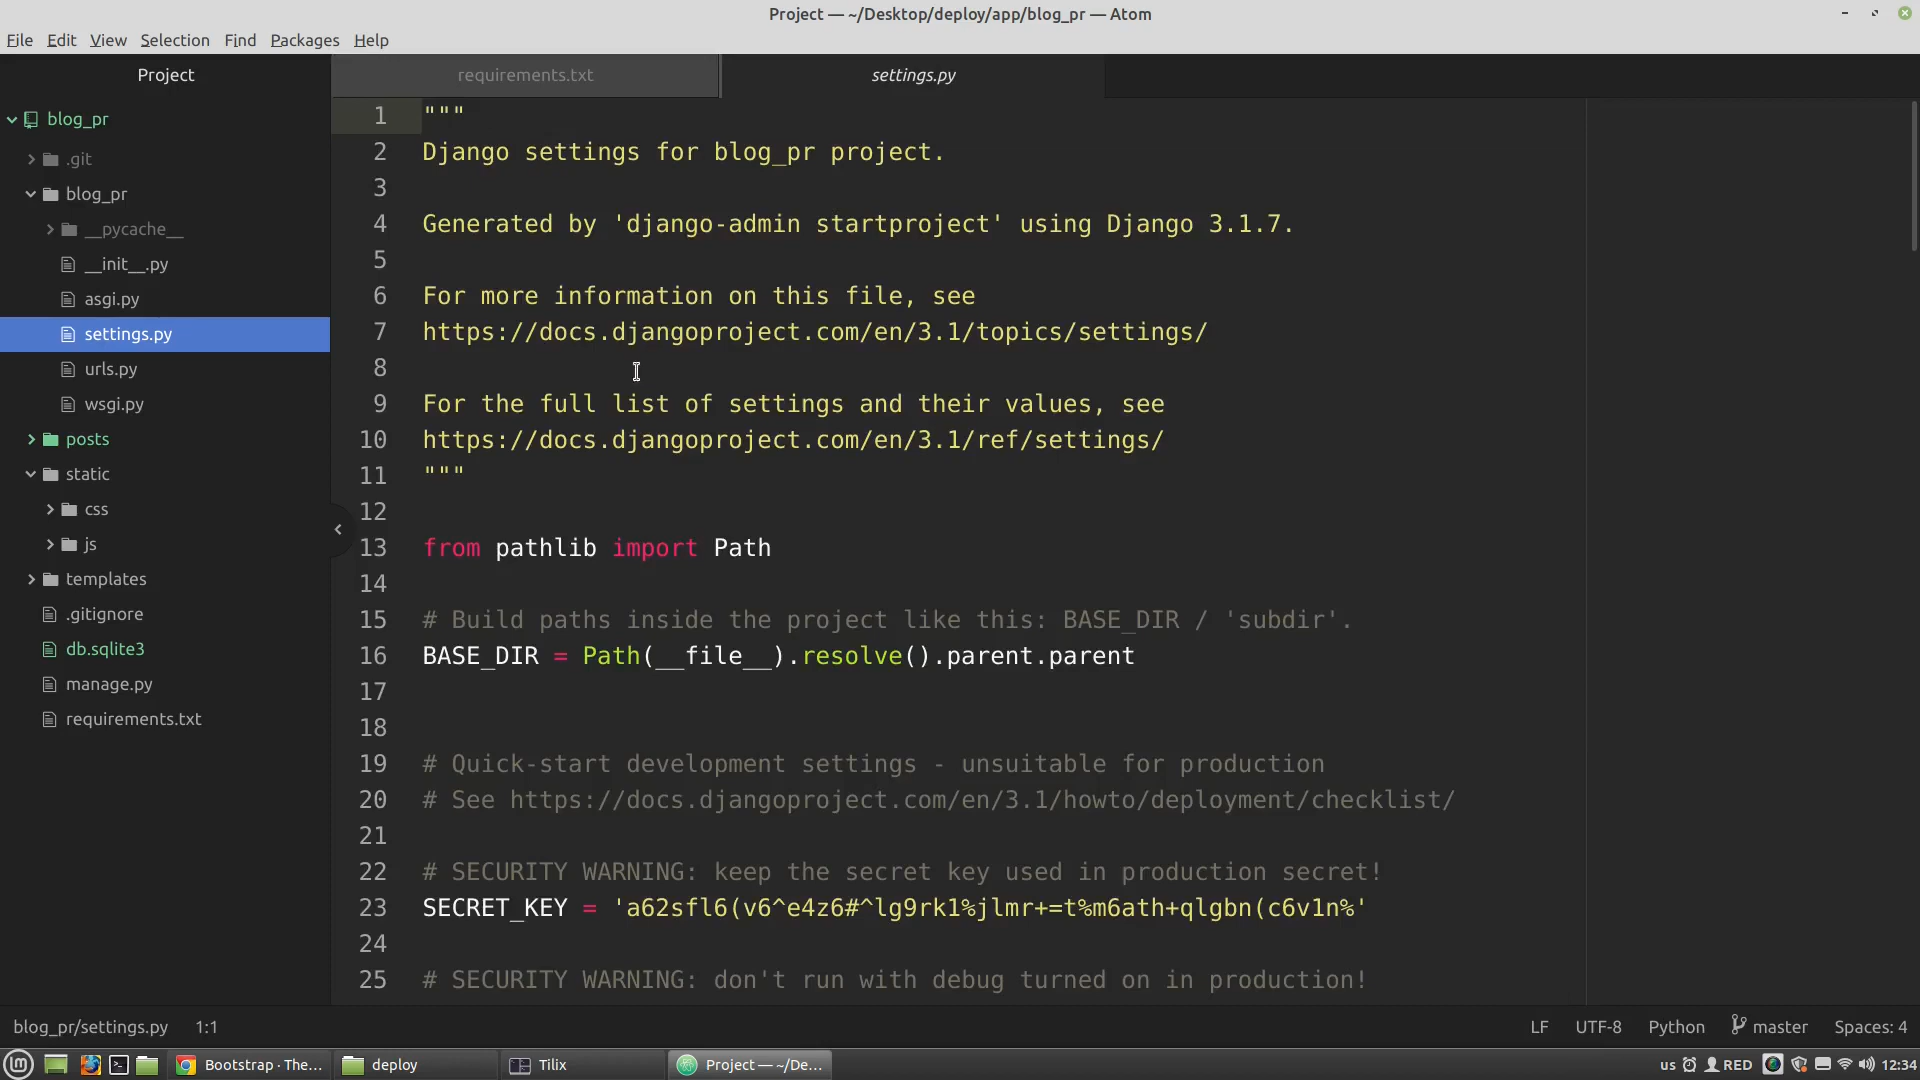 Project — ~/Desktop/deploy/app/blog_pr — Atom
File Edit View Selection Find Packages Help
Project
requirements.txt
settings.py
blog_pr
.git
blog_pr
__pycache__
__init__.py
asgi.py
settings.py
urls.py
wsgi.py
posts
static
css
js
templates
.gitignore
db.sqlite3
manage.py
requirements.txt
1 """
2 Django settings for blog_pr project.
3
4 Generated by 'django-admin startproject' using Django 3.1.7.
5
6 For more information on this file, see
7 https://docs.djangoproject.com/en/3.1/topics/settings/
8
9 For the full list of settings and their values, see
10 https://docs.djangoproject.com/en/3.1/ref/settings/
11 """
12
13 from pathlib import Path
14
15 # Build paths inside the project like this: BASE_DIR / 'subdir'.
16 BASE_DIR = Path(__file__).resolve().parent.parent
17
18
19 # Quick-start development settings - unsuitable for production
20 # See https://docs.djangoproject.com/en/3.1/howto/deployment/checklist/
21
22 # SECURITY WARNING: keep the secret key used in production secret!
23 SECRET_KEY = 'a62sfl6(v6^e4z6#^lg9rk1%jlmr+=t%m6ath+qlgbn(c6v1n%'
24
25 # SECURITY WARNING: don't run with debug turned on in production!
blog_pr/settings.py 1:1
LF UTF-8 Python master Spaces: 4
Bootstrap · The... deploy Tilix Project — ~/De... us RED 12:34